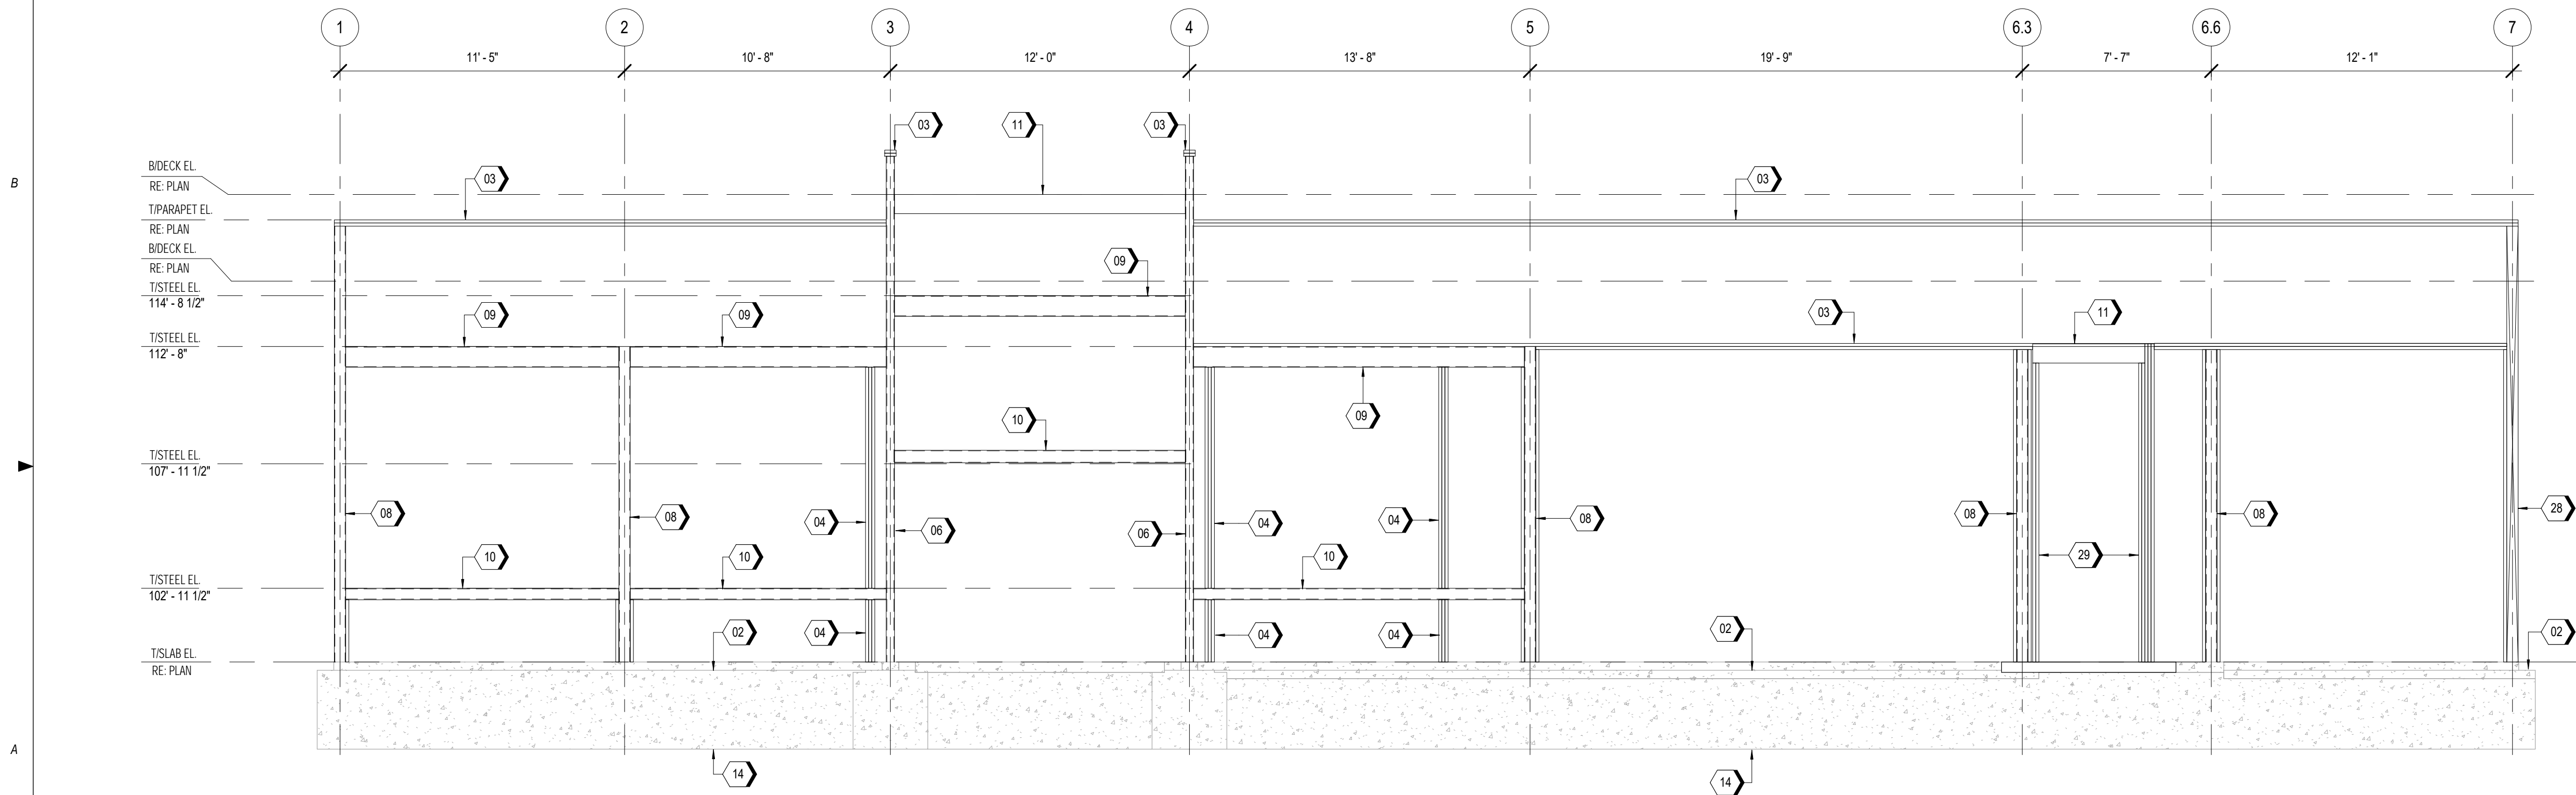 1 2 3 4 5 6.3 6.6 7
11' - 5" 10' - 8" 12' - 0" 13' - 8" 19' - 9" 7' - 7" 12' - 1"
03 11 03
B/DECK EL.
RE: PLAN
B
03 03
T/PARAPET EL.
RE: PLAN
B/DECK EL.
RE: PLAN
09
T/STEEL EL.
114' - 8 1/2"
09 09 03 11
T/STEEL EL.
112' - 8"
09
10
T/STEEL EL.
107' - 11 1/2"
08 08 04 06 06 04 04 08 08 08 28
10 10 10 29
T/STEEL EL.
102' - 11 1/2"
02 04 04 04 02 02
T/SLAB EL.
RE: PLAN
A
14 14